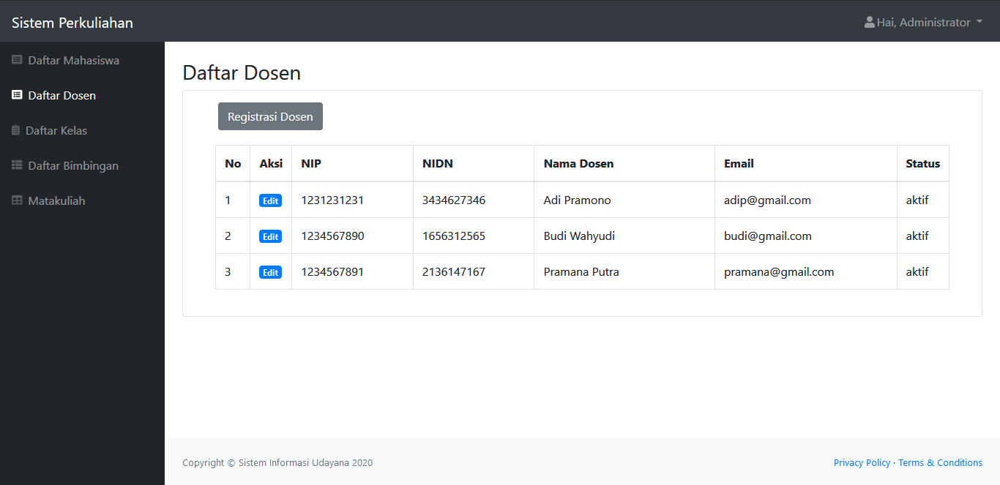 Sistem Perkuliahan
Hai, Administrator
Daftar Mahasiswa
Daftar Dosen
Daftar Kelas
Daftar Bimbingan
Matakuliah
Daftar Dosen
Registrasi Dosen
No Aksi NIP NIDN Nama Dosen Email Status
1 Edit 1231231231 3434627346 Adi Pramono adip@gmail.com aktif
2 Edit 1234567890 1656312565 Budi Wahyudi budi@gmail.com aktif
3 Edit 1234567891 2136147167 Pramana Putra pramana@gmail.com aktif
Copyright © Sistem Informasi Udayana 2020
Privacy Policy · Terms & Conditions